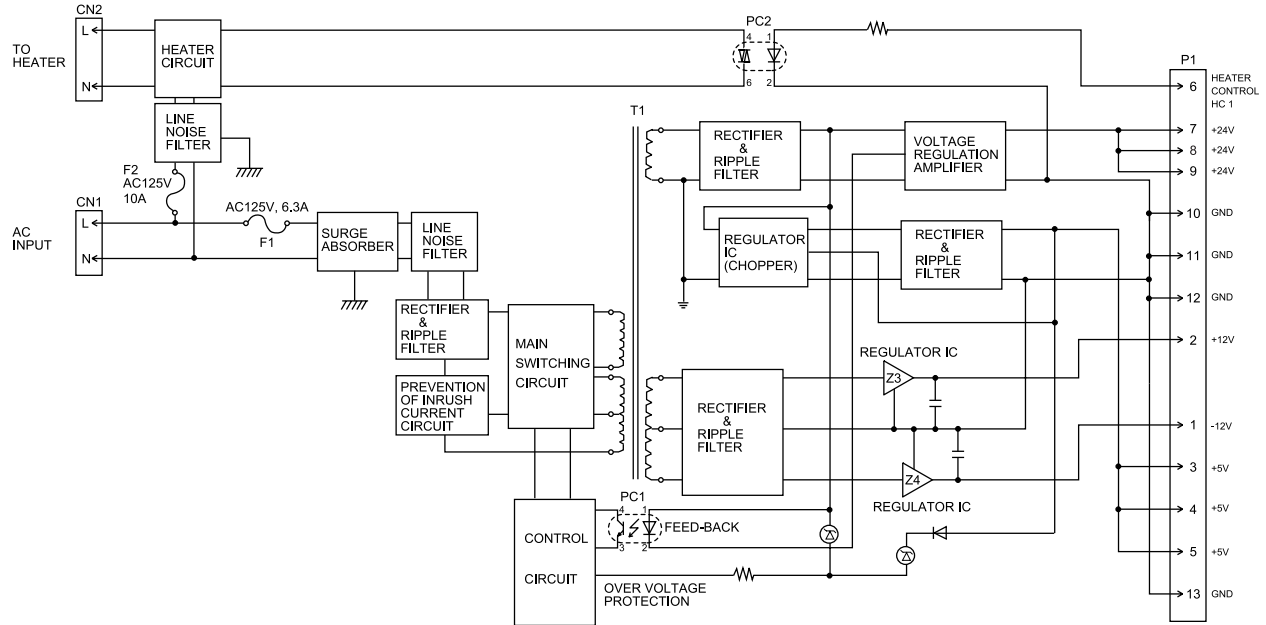 CN2
L
N
TO
HEATER
HEATER
CIRCUIT
LINE
NOISE
FILTER
F2
AC125V
10A
CN1
L
N
AC
INPUT
AC125V, 6.3A
F1
SURGE
ABSORBER
LINE
NOISE
FILTER
RECTIFIER
&
RIPPLE
FILTER
PREVENTION
OF INRUSH
CURRENT
CIRCUIT
MAIN
SWITCHING
CIRCUIT
CONTROL
CIRCUIT
T1
PC2
4
1
6
2
RECTIFIER
&
RIPPLE
FILTER
VOLTAGE
REGULATION
AMPLIFIER
REGULATOR
IC
(CHOPPER)
RECTIFIER
&
RIPPLE
FILTER
RECTIFIER
&
RIPPLE
FILTER
REGULATOR IC
Z3
Z4
REGULATOR IC
PC1
4
1
3
2
FEED-BACK
OVER VOLTAGE
PROTECTION
P1
6
HEATER
CONTROL
HC 1
7 +24V
8 +24V
9 +24V
10 GND
11 GND
12 GND
2 +12V
1 -12V
3 +5V
4 +5V
5 +5V
13 GND